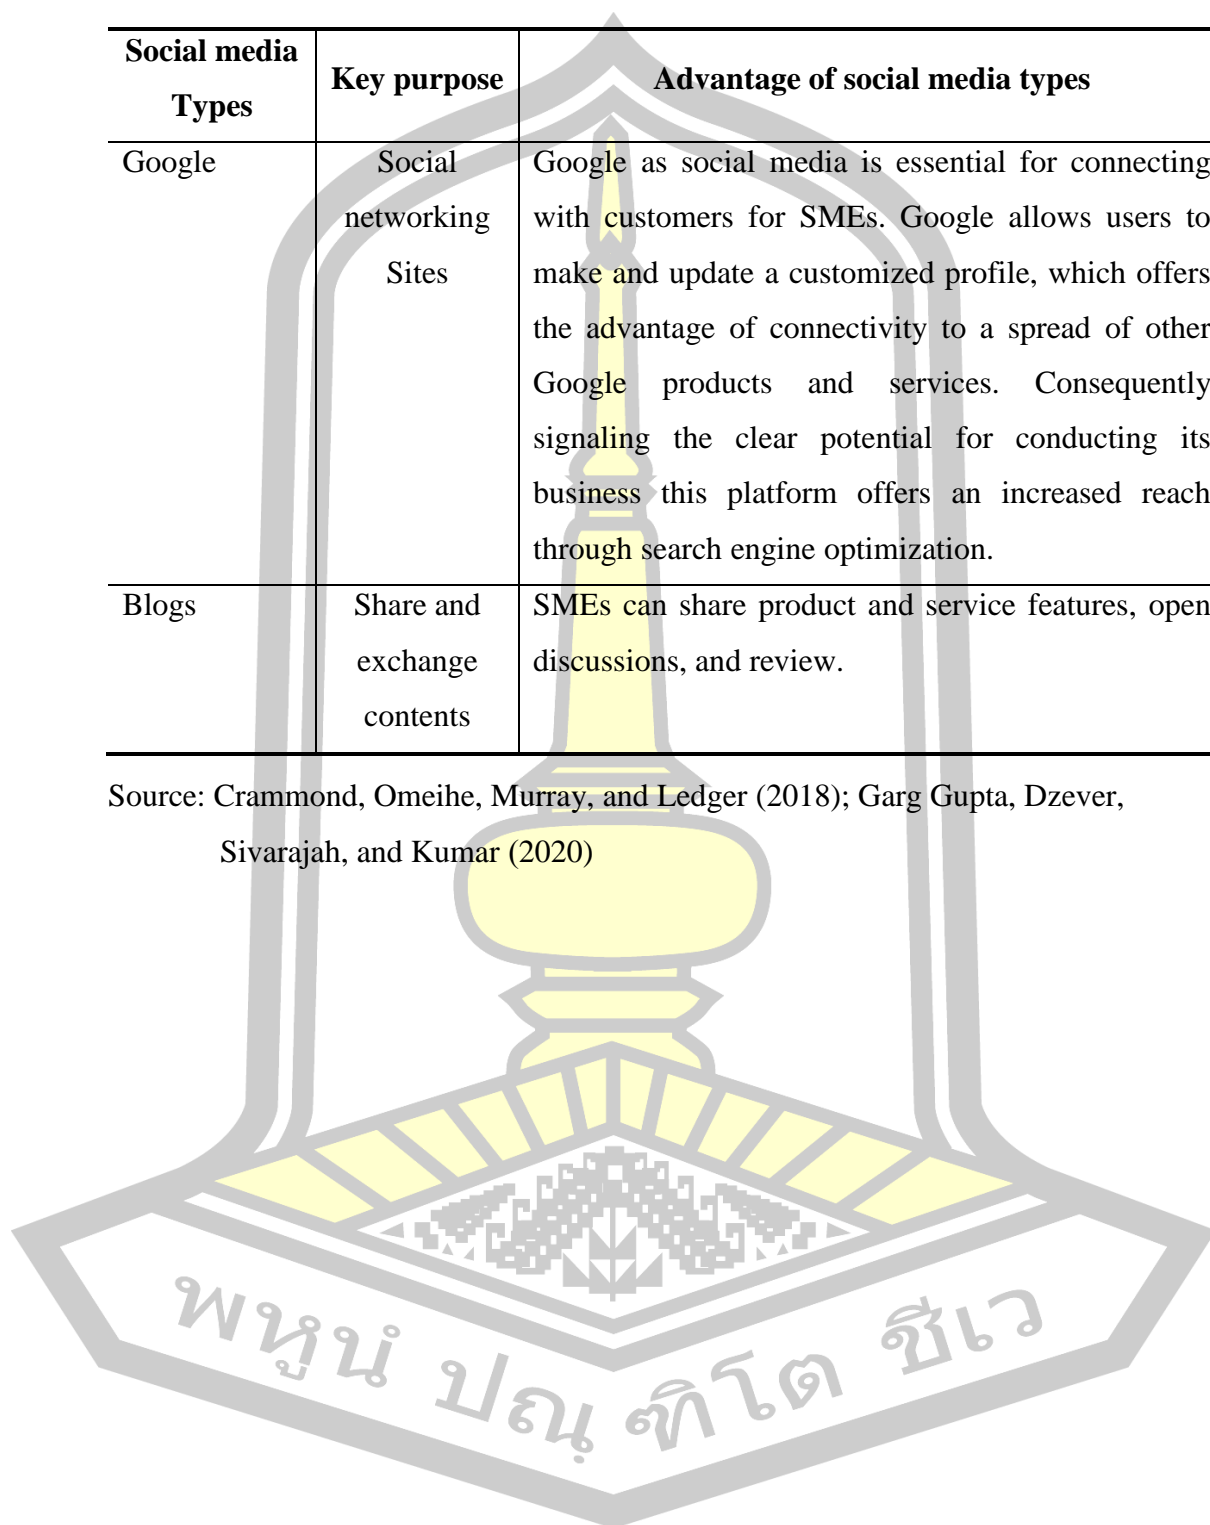 Social media
Types
Key purpose
Advantage of social media types
Google
Social
networking
Sites
Google as social media is essential for connecting
with customers for SMEs. Google allows users to
make and update a customized profile, which offers
the advantage of connectivity to a spread of other
Google products and services. Consequently
signaling the clear potential for conducting its
business this platform offers an increased reach
through search engine optimization.
Blogs
Share and
exchange
contents
SMEs can share product and service features, open
discussions, and review.
Source: Crammond, Omeihe, Murray, and Ledger (2018); Garg Gupta, Dzever,
Sivarajah, and Kumar (2020)
พหูนํ ปณฺฑิโต ชีเว